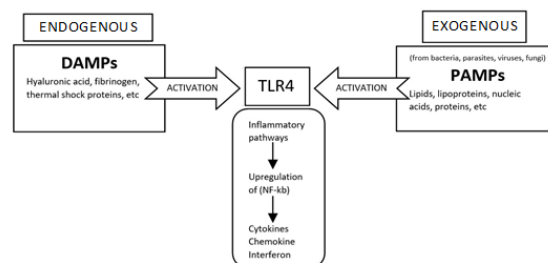 ENDOGENOUS
DAMPs
Hyaluronic acid, fibrinogen,
thermal shock proteins, etc
ACTIVATION
TLR4
ACTIVATION
EXOGENOUS
(from bacteria, parasites, viruses, fungi)
PAMPs
Lipids, lipoproteins, nucleic
acids, proteins, etc
Inflammatory
pathways
Upregulation
of (NF-kb)
Cytokines
Chemokine
Interferon